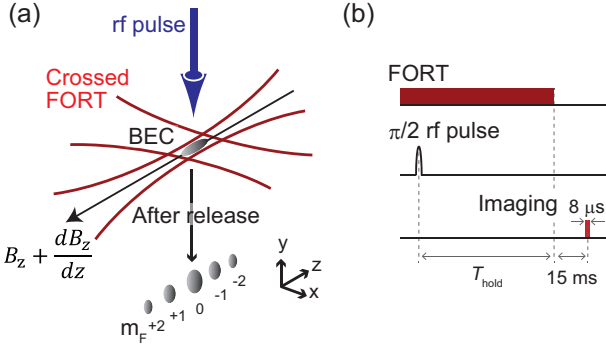 (a)
rf pulse
Crossed
FORT
BEC
After release
B_z + dB_z/dz
y
z
x
m_F +2 +1 0 -1 -2
(b)
FORT
π/2 rf pulse
Imaging
8 μs
T_hold
15 ms